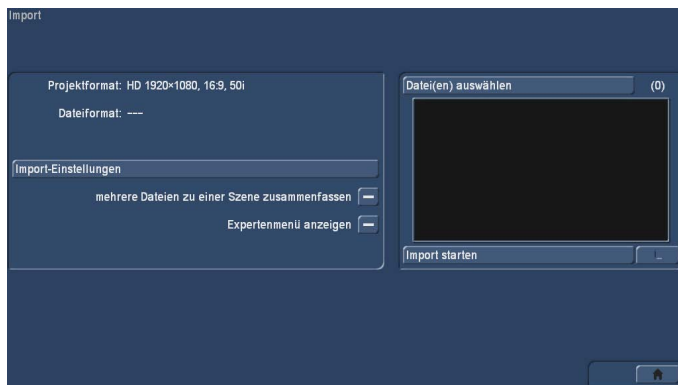 Import
Projektformat: HD 1920×1080, 16:9, 50i
Dateiformat: ---
Import-Einstellungen
mehrere Dateien zu einer Szene zusammenfassen
Expertenmenü anzeigen
Datei(en) auswählen (0)
Import starten